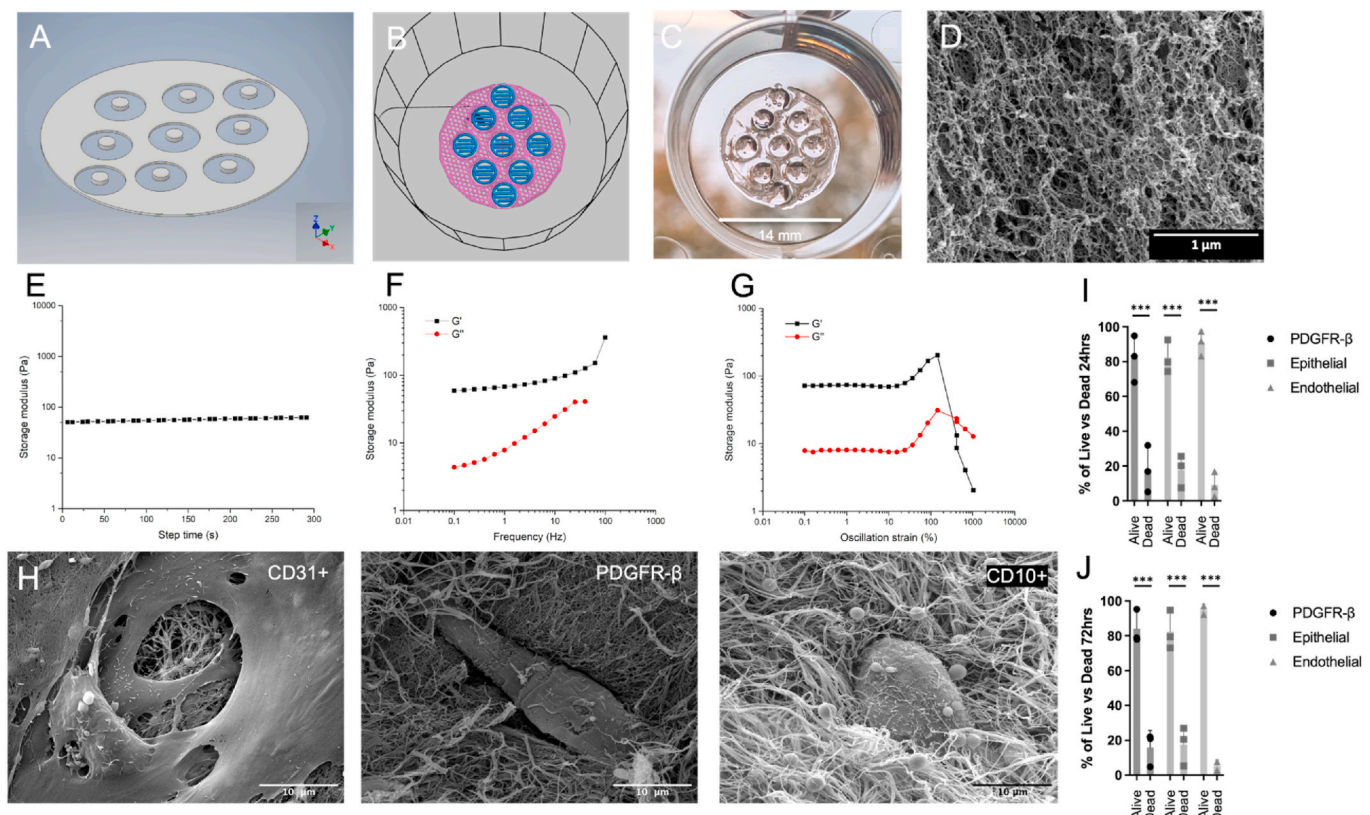 A
B
C
D
Z
Y
X
14 mm
1 µm
E
10000
1000
100
10
1
Storage modulus (Pa)
0
50
100
150
200
250
300
Step time (s)
F
G'
G"
1000
100
10
1
Storage modulus (Pa)
0.01
0.1
1
10
100
1000
Frequency (Hz)
G
G'
G"
1000
100
10
1
Storage modulus (Pa)
0.01
0.1
1
10
100
1000
10000
Oscillation strain (%)
I
*** *** ***
100
80
60
40
20
0
% of Live vs Dead 24hrs
Alive
Dead
Alive
Dead
Alive
Dead
PDGFR-β
Epithelial
Endothelial
H
CD31+
10 µm
PDGFR-β
10 µm
CD10+
10 µm
J
*** *** ***
100
80
60
40
20
0
% of Live vs Dead 72hrs
Alive
Dead
Alive
Dead
Alive
Dead
PDGFR-β
Epithelial
Endothelial